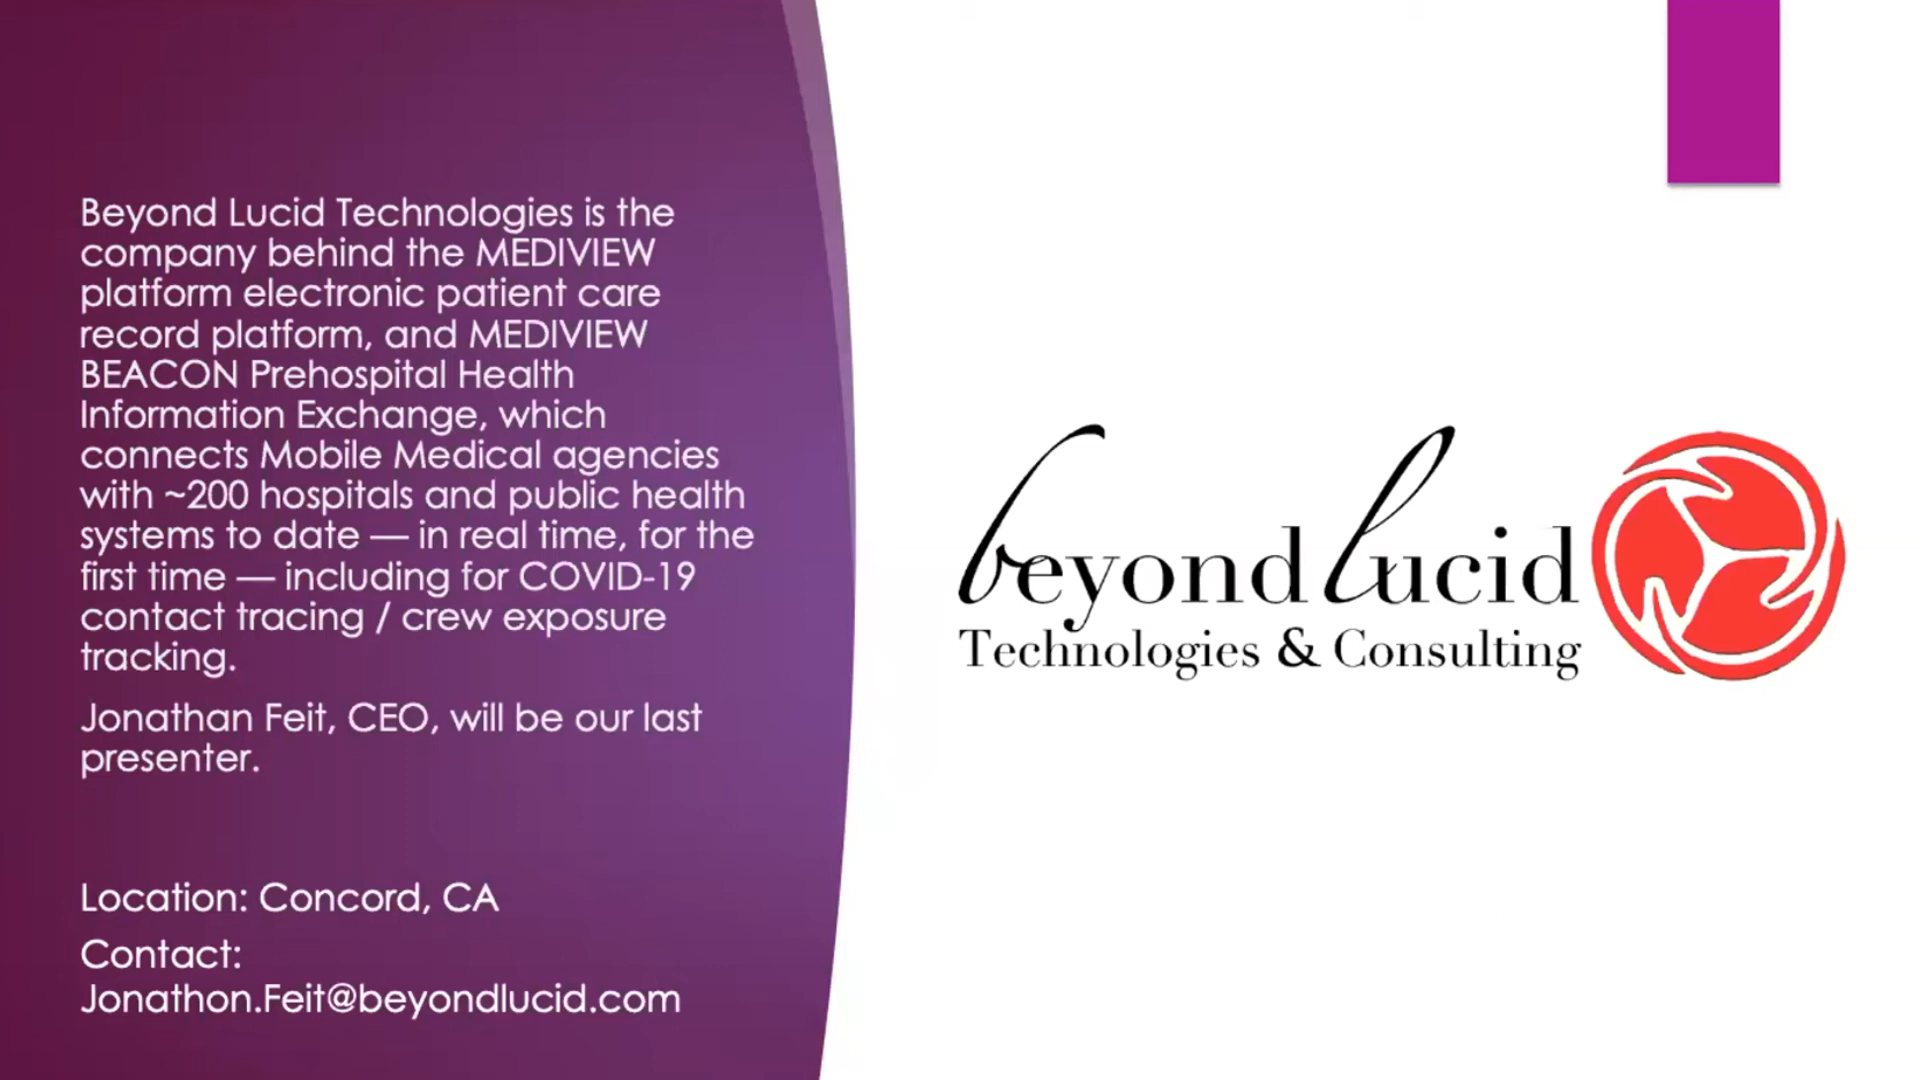 Beyond Lucid Technologies is the
company behind the MEDIVIEW
platform electronic patient care
record platform, and MEDIVIEW
BEACON Prehospital Health
Information Exchange, which
connects Mobile Medical agencies
with ~200 hospitals and public health
systems to date — in real time, for the
first time — including for COVID-19
contact tracing / crew exposure
tracking.
Jonathan Feit, CEO, will be our last
presenter.
Location: Concord, CA
Contact:
Jonathon.Feit@beyondlucid.com
beyond lucid
Technologies & Consulting